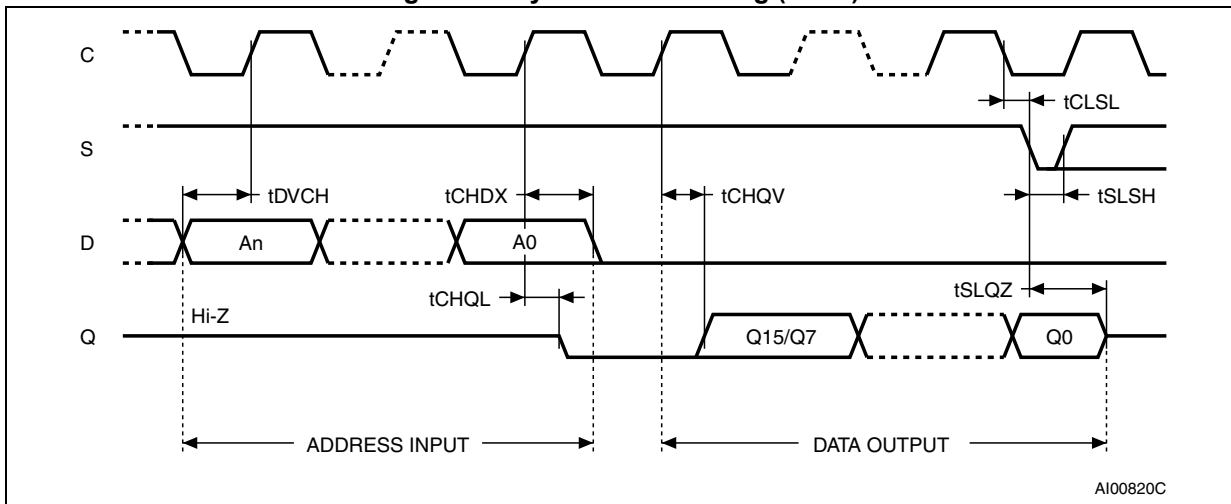 C
tCLSL
S
tDVCH
tCHDX
tCHQV
tSLSH
D
An
A0
tCHQL
tSLQZ
Hi-Z
Q
Q15/Q7
Q0
ADDRESS INPUT
DATA OUTPUT
AI00820C